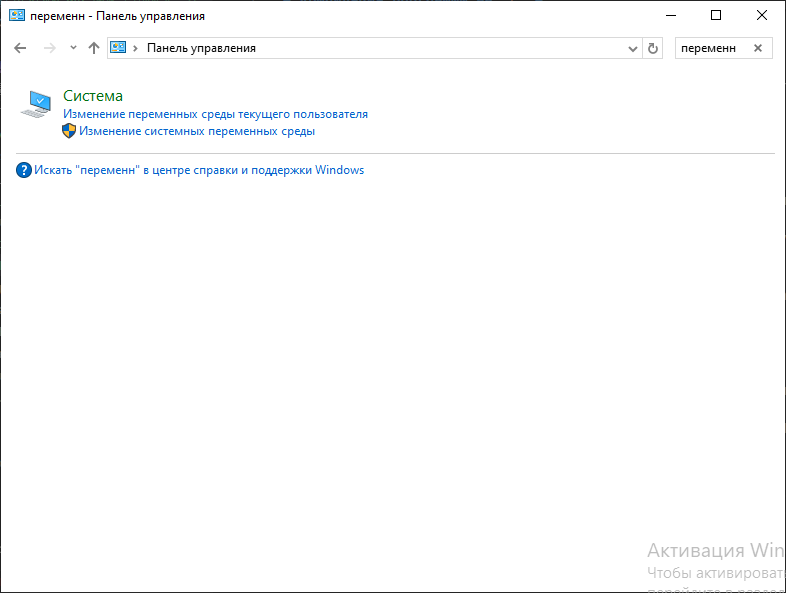 переменн - Панель управления
Панель управления
переменн
Система
Изменение переменных среды текущего пользователя
Изменение системных переменных среды
Искать "переменн" в центре справки и поддержки Windows
Активация Win
Чтобы активироват